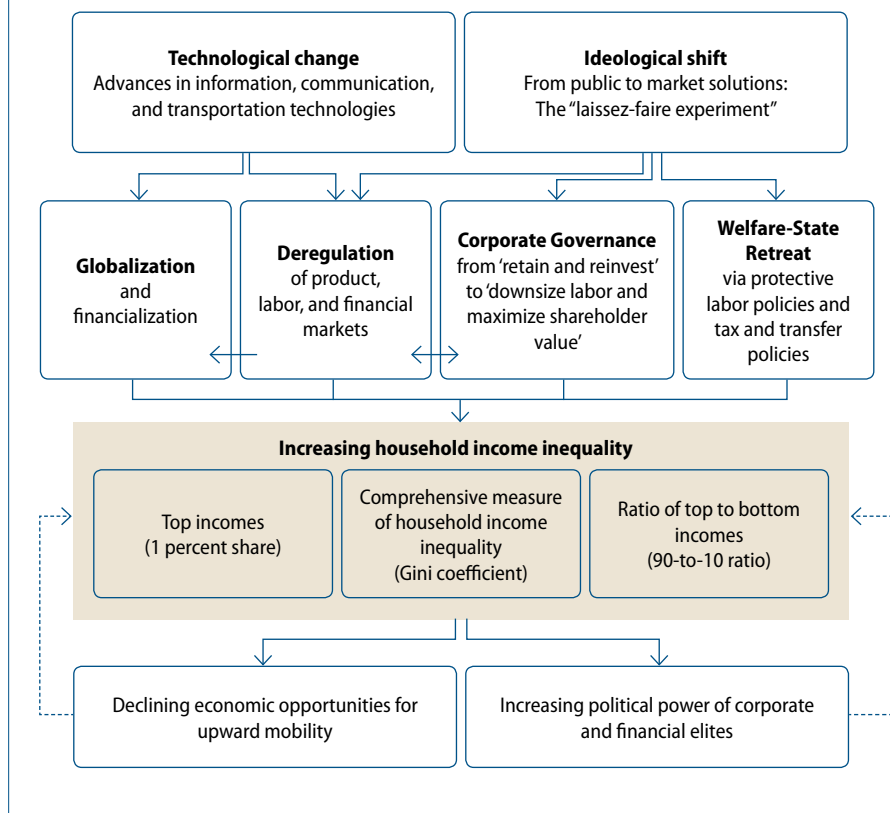 Technological change
Advances in information, communication,
and transportation technologies
Ideological shift
From public to market solutions:
The “laissez-faire experiment”
Globalization
and
financialization
Deregulation
of product,
labor, and financial
markets
Corporate Governance
from ‘retain and reinvest’
to ‘downsize labor and
maximize shareholder
value’
Welfare-State
Retreat
via protective
labor policies and
tax and transfer
policies
Increasing household income inequality
Top incomes
(1 percent share)
Comprehensive measure
of household income
inequality
(Gini coefficient)
Ratio of top to bottom
incomes
(90-to-10 ratio)
Declining economic opportunities for
upward mobility
Increasing political power of corporate
and financial elites